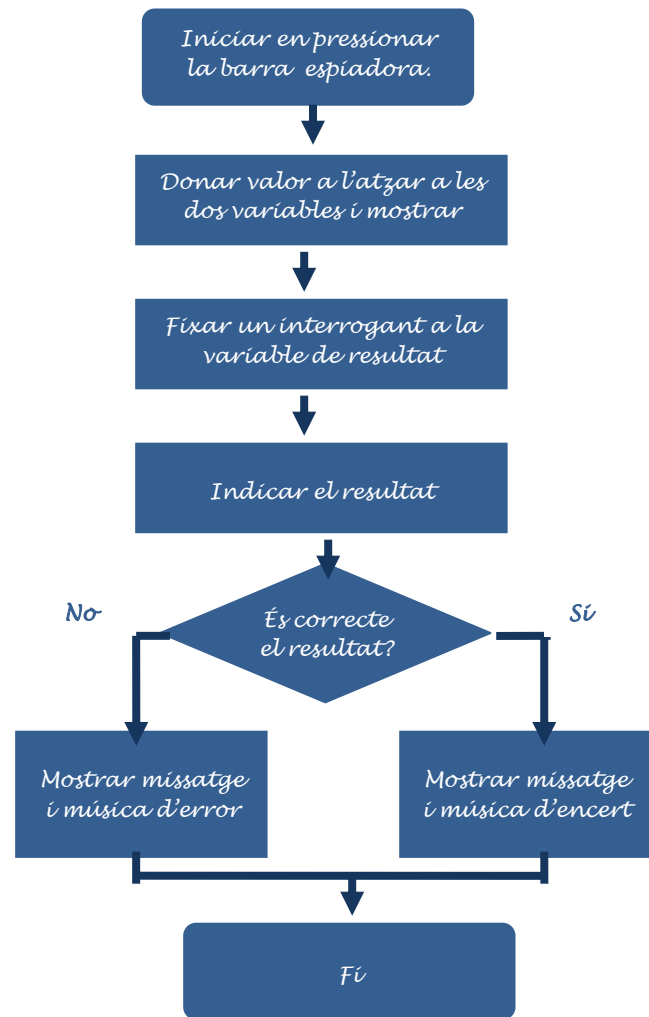 Iniciar en pressionar
la barra espiadora.
Donar valor a l'atzar a les
dos variables i mostrar
Fixar un interrogant a la
variable de resultat
Indicar el resultat
És correcte
el resultat?
No
Sí
Mostrar missatge
i música d'error
Mostrar missatge
i música d'encert
Fi